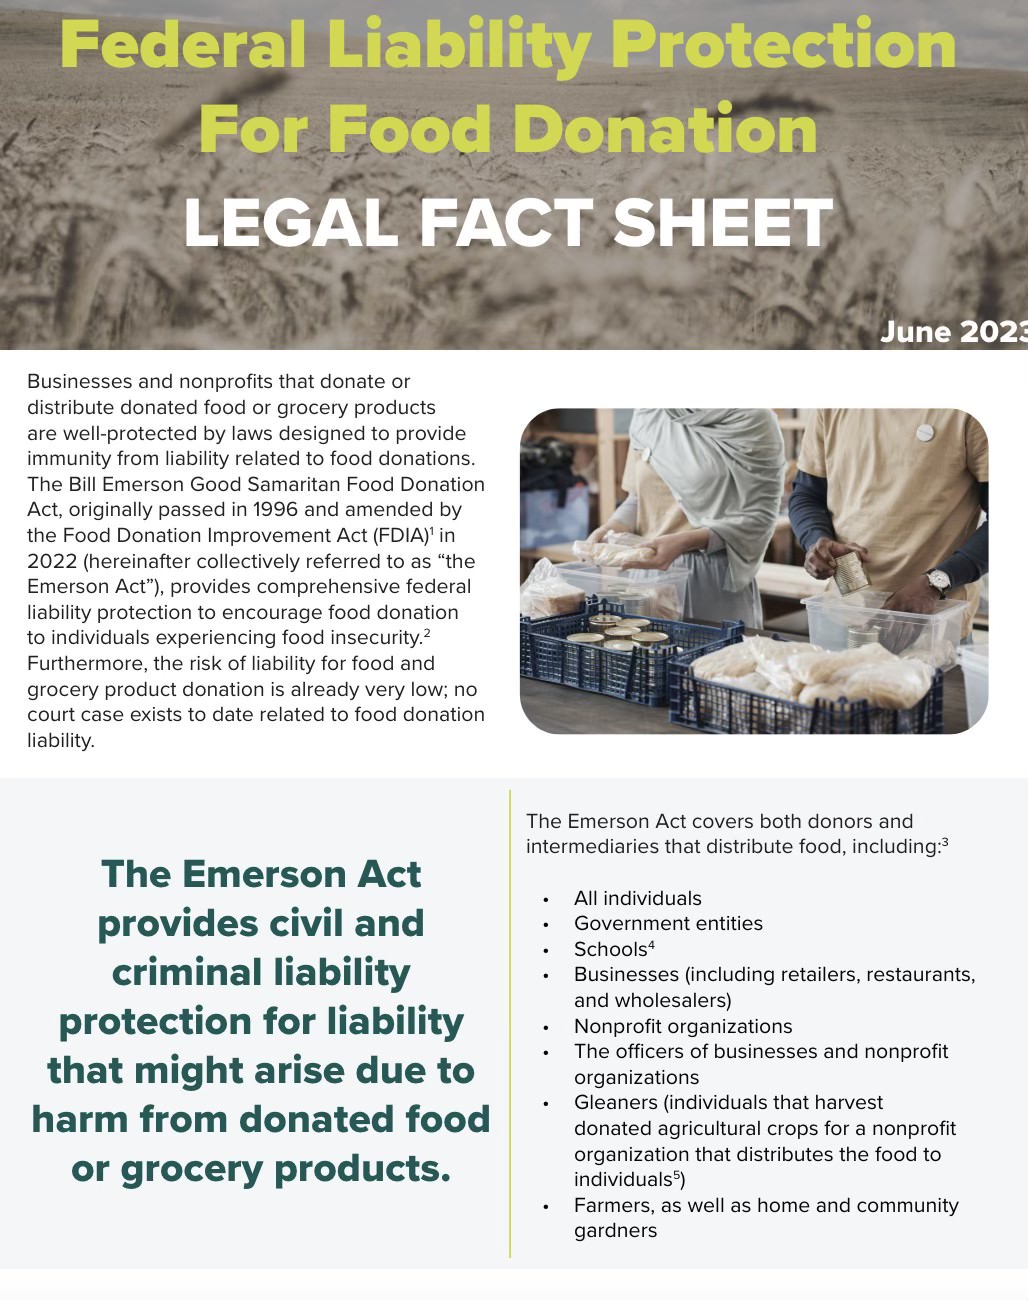 Federal Liability Protection
For Food Donation
LEGAL FACT SHEET
June 2023
Businesses and nonprofits that donate or
distribute donated food or grocery products
are well-protected by laws designed to provide
immunity from liability related to food donations.
The Bill Emerson Good Samaritan Food Donation
Act, originally passed in 1996 and amended by
the Food Donation Improvement Act (FDIA)¹ in
2022 (hereinafter collectively referred to as “the
Emerson Act”), provides comprehensive federal
liability protection to encourage food donation
to individuals experiencing food insecurity.²
Furthermore, the risk of liability for food and
grocery product donation is already very low; no
court case exists to date related to food donation
liability.
The Emerson Act
provides civil and
criminal liability
protection for liability
that might arise due to
harm from donated food
or grocery products.
The Emerson Act covers both donors and
intermediaries that distribute food, including:³
• All individuals
• Government entities
• Schools⁴
• Businesses (including retailers, restaurants,
and wholesalers)
• Nonprofit organizations
• The officers of businesses and nonprofit
organizations
• Gleaners (individuals that harvest
donated agricultural crops for a nonprofit
organization that distributes the food to
individuals⁵)
• Farmers, as well as home and community
gardners